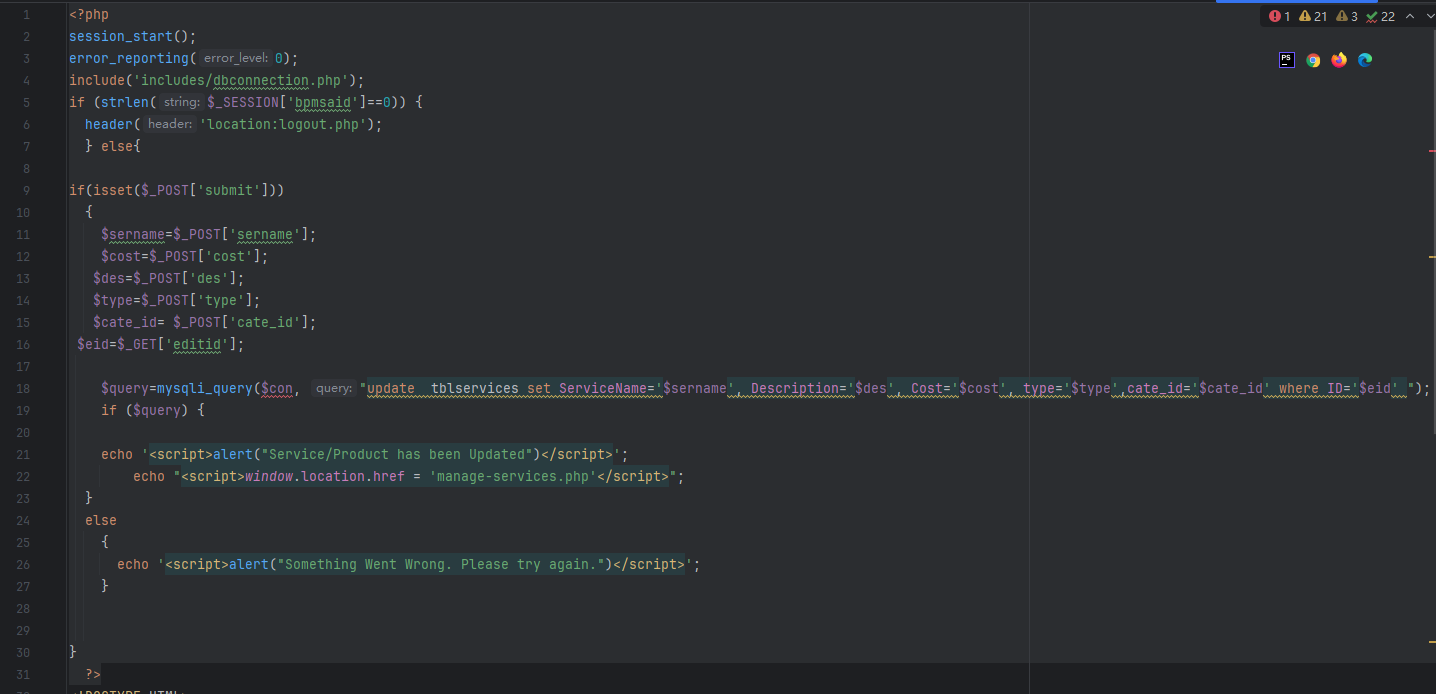 1 21 3 22
1 <?php
2 session_start();
3 error_reporting( error_level: 0);
4 include('includes/dbconnection.php');
5 if (strlen( string: $_SESSION['bpmsaid']==0)) {
6 header( header: 'location:logout.php');
7 } else{
8
9 if(isset($_POST['submit']))
10 {
11 $sername=$_POST['sername'];
12 $cost=$_POST['cost'];
13 $des=$_POST['des'];
14 $type=$_POST['type'];
15 $cate_id= $_POST['cate_id'];
16 $eid=$_GET['editid'];
17
18 $query=mysqli_query($con, query: "update  tblservices set ServiceName='$sername', Description='$des' , Cost='$cost' , type='$type',cate_id='$cate_id' where ID='$eid' ");
19 if ($query) {
20
21 echo '<script>alert("Service/Product has been Updated")</script>';
22 echo "<script>window.location.href = 'manage-services.php'</script>";
23 }
24 else
25 {
26 echo '<script>alert("Something Went Wrong. Please try again.")</script>';
27 }
28
29
30 }
31 ?>